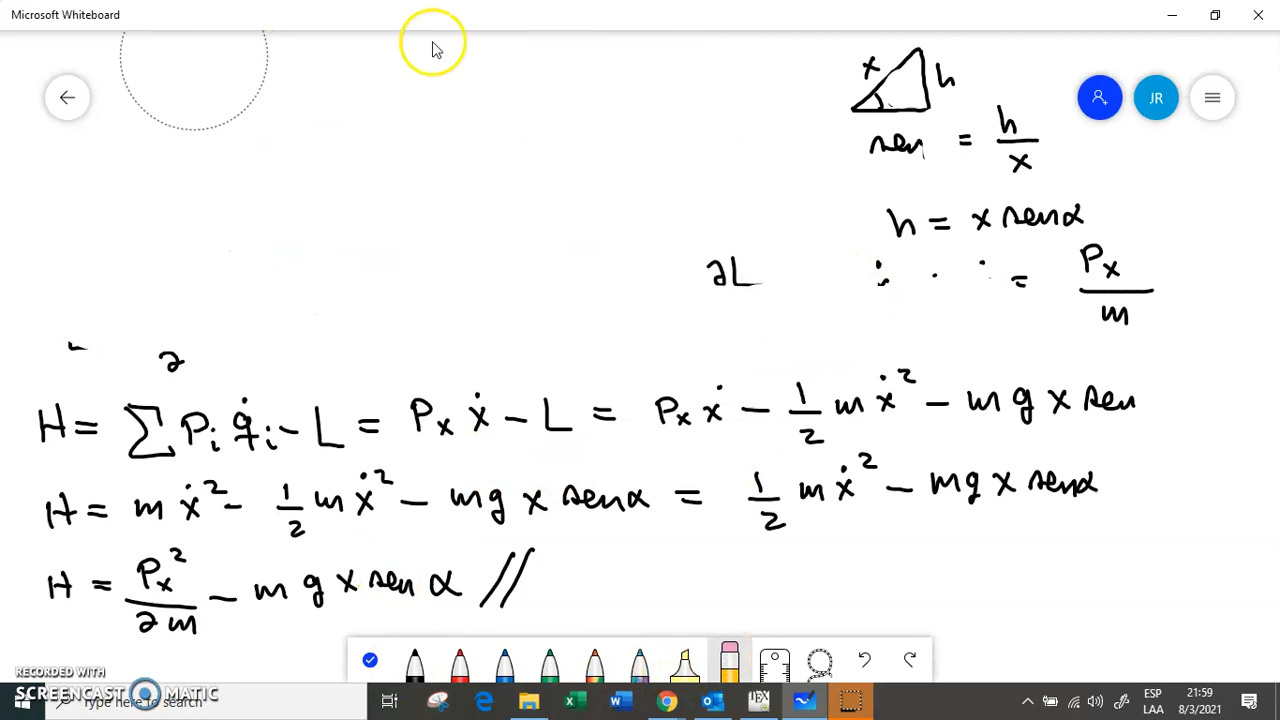 Microsoft Whiteboard
x h
sen = h/x
JR
h = x senα
∂L = Px/m
∂
H = ∑ Pi q̇i - L = Px ẋ - L = Px ẋ - 1/2 m ẋ² - m g x sen
H = m ẋ² - 1/2 m ẋ² - mg x senα = 1/2 m ẋ² - mg x senα
H = Px²/2m - m g x sen α //
RECORDED WITH
SCREENCAST MATIC
Type here to search
ESP
LAA
21:59
8/3/2021